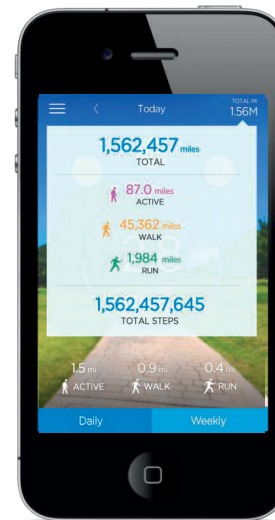 Today
TOTAL MI
1.56M
1,562,457 miles
TOTAL
87.0 miles
ACTIVE
45,362 miles
WALK
1,984 miles
RUN
1,562,457,645
TOTAL STEPS
1.5 mi 0.9 mi 0.4 mi
ACTIVE WALK RUN
Daily Weekly